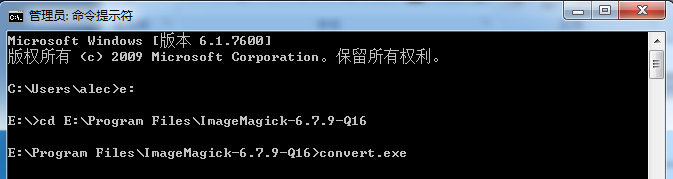 管理员: 命令提示符
Microsoft Windows [版本 6.1.7600]
版权所有 (c) 2009 Microsoft Corporation。保留所有权利。
C:\Users\alec>e:
E:\>cd E:\Program Files\ImageMagick-6.7.9-Q16
E:\Program Files\ImageMagick-6.7.9-Q16>convert.exe